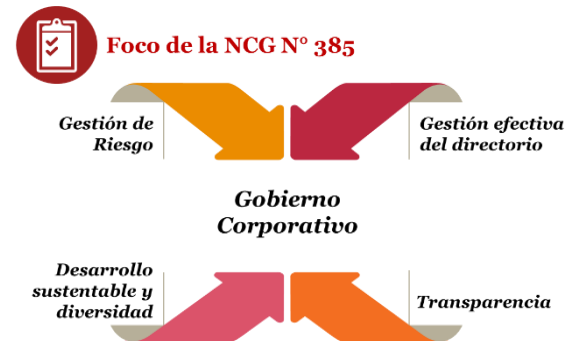 Foco de la NCG N° 385
Gestión de
Riesgo
Gestión efectiva
del directorio
Gobierno
Corporativo
Desarrollo
sustentable y
diversidad
Transparencia